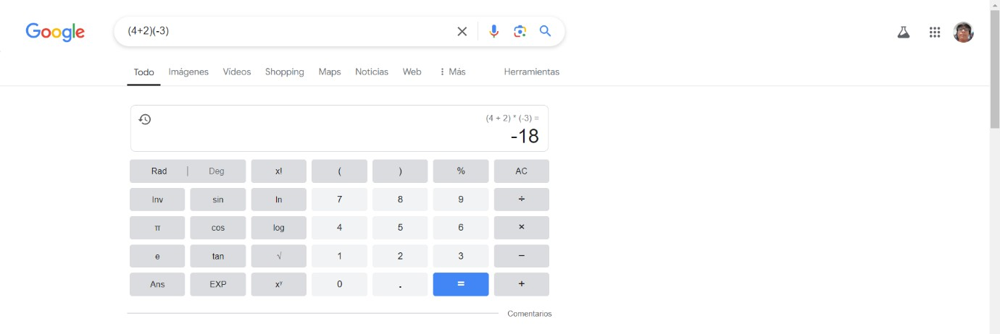 Google
(4+2)(-3)
Todo Imágenes Vídeos Shopping Maps Noticias Web Más Herramientas
(4 + 2) * (-3) =
-18
Rad | Deg x! ( ) % AC
Inv sin ln 7 8 9 ÷
π cos log 4 5 6 ×
e tan √ 1 2 3 −
Ans EXP xʸ 0 . = +
Comentarios